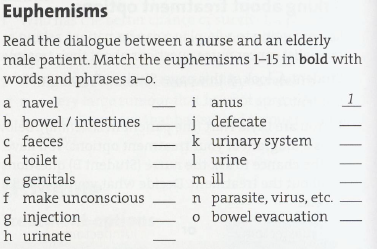 Euphemisms
Read the dialogue between a nurse and an elderly
male patient. Match the euphemisms 1–15 in bold with
words and phrases a–o.
a navel ___
b bowel / intestines ___
c faeces ___
d toilet ___
e genitals ___
f make unconscious ___
g injection ___
h urinate ___
i anus 1
j defecate ___
k urinary system ___
l urine ___
m ill ___
n parasite, virus, etc. ___
o bowel evacuation ___